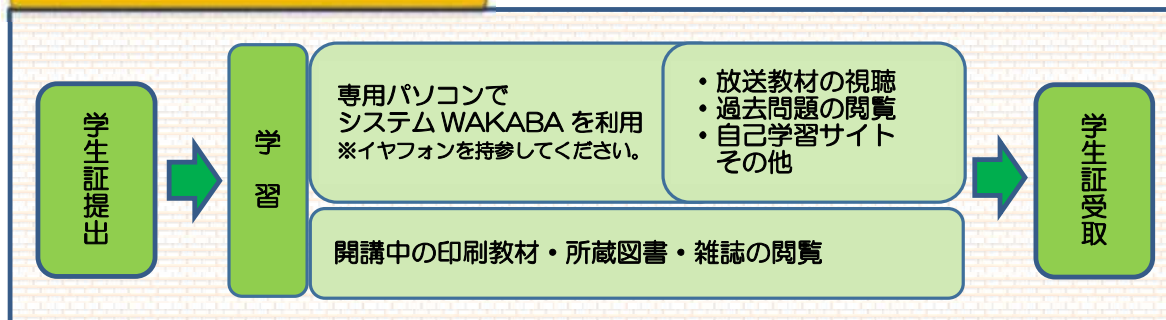 学生証提出
学習
専用パソコンで
システム WAKABA を利用
※イヤフォンを持参してください。
・放送教材の視聴
・過去問題の閲覧
・自己学習サイト
その他
開講中の印刷教材・所蔵図書・雑誌の閲覧
学生証受取